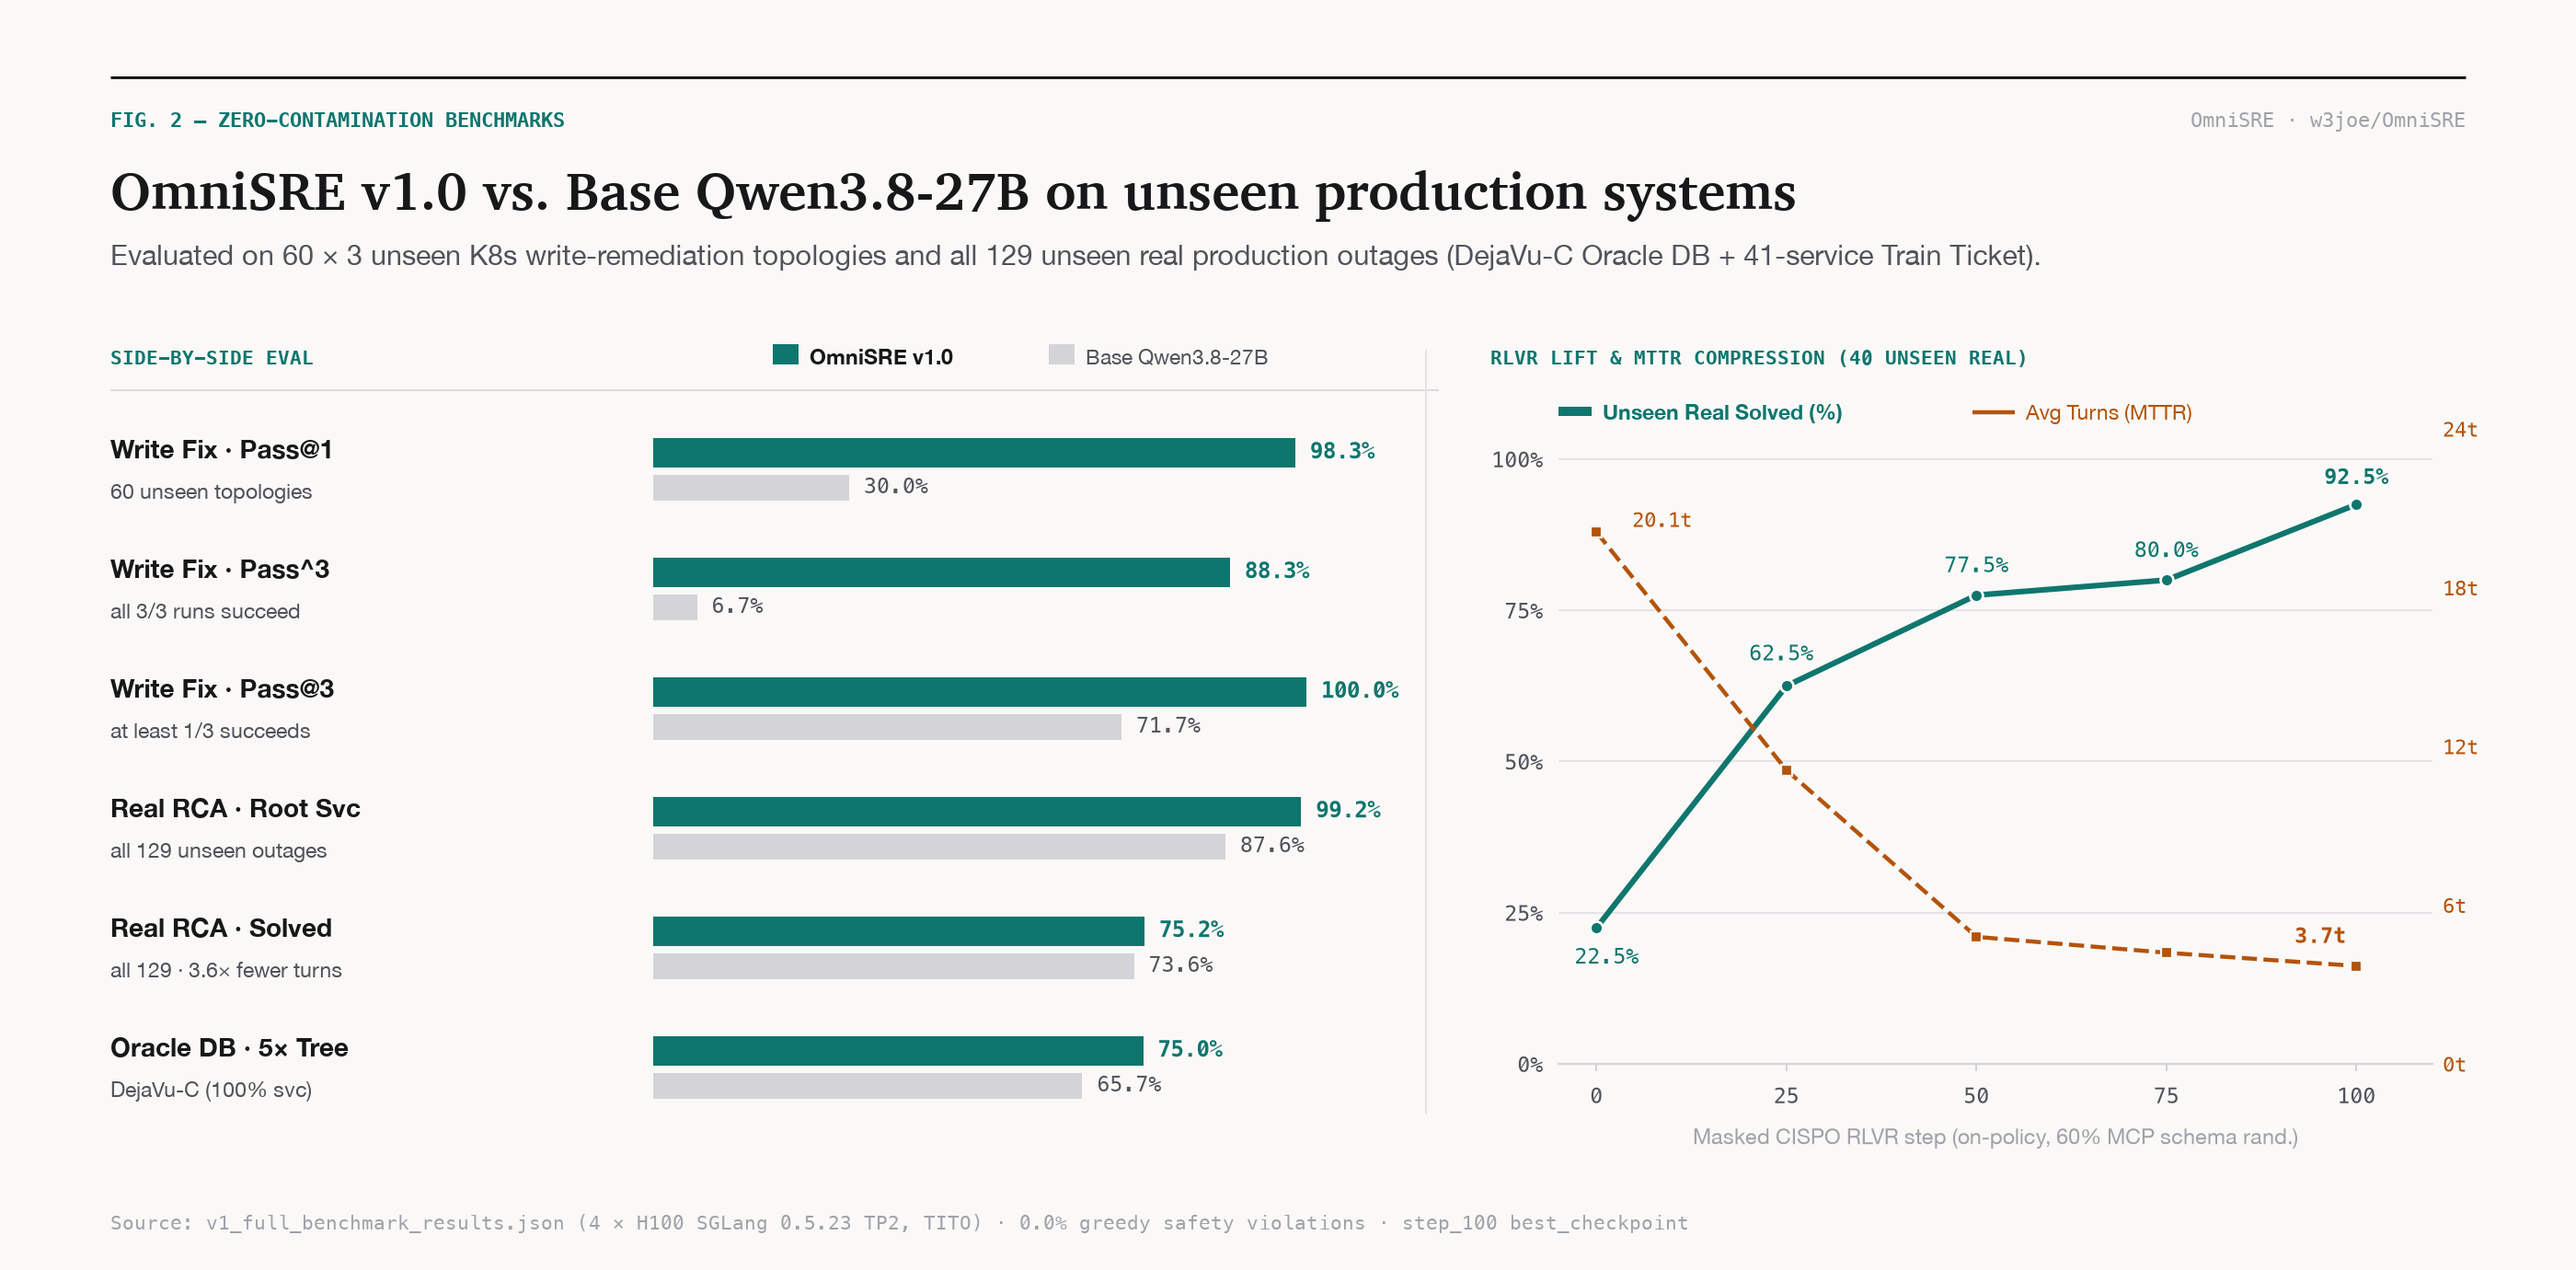 FIG. 2 — ZERO–CONTAMINATION BENCHMARKS
OmniSRE · w3joe/OmniSRE
OmniSRE v1.0 vs. Base Qwen3.8-27B on unseen production systems
Evaluated on 60 × 3 unseen K8s write-remediation topologies and all 129 unseen real production outages (DejaVu-C Oracle DB + 41-service Train Ticket).
SIDE–BY–SIDE EVAL
OmniSRE v1.0
Base Qwen3.8-27B
Write Fix · Pass@1
60 unseen topologies
98.3%
30.0%
Write Fix · Pass^3
all 3/3 runs succeed
88.3%
6.7%
Write Fix · Pass@3
at least 1/3 succeeds
100.0%
71.7%
Real RCA · Root Svc
all 129 unseen outages
99.2%
87.6%
Real RCA · Solved
all 129 · 3.6× fewer turns
75.2%
73.6%
Oracle DB · 5× Tree
DejaVu-C (100% svc)
75.0%
65.7%
RLVR LIFT & MTTR COMPRESSION (40 UNSEEN REAL)
Unseen Real Solved (%)
Avg Turns (MTTR)
24t
100%
92.5%
20.1t
77.5%
80.0%
18t
75%
62.5%
50%
12t
25%
6t
3.7t
22.5%
0%
0t
0 25 50 75 100
Masked CISPO RLVR step (on-policy, 60% MCP schema rand.)
Source: v1_full_benchmark_results.json (4 × H100 SGLang 0.5.23 TP2, TITO) · 0.0% greedy safety violations · step_100 best_checkpoint